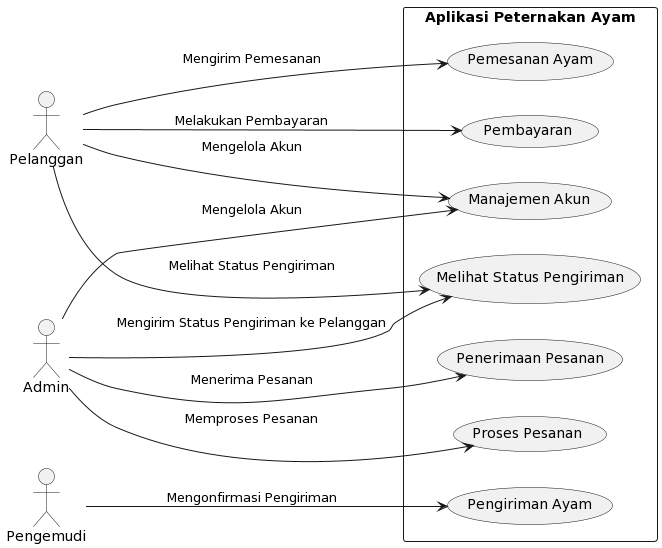 Aplikasi Peternakan Ayam
Mengirim Pemesanan
Pemesanan Ayam
Melakukan Pembayaran
Pembayaran
Mengelola Akun
Pelanggan
Manajemen Akun
Mengelola Akun
Melihat Status Pengiriman
Melihat Status Pengiriman
Mengirim Status Pengiriman ke Pelanggan
Penerimaan Pesanan
Menerima Pesanan
Admin
Memproses Pesanan
Proses Pesanan
Mengonfirmasi Pengiriman
Pengiriman Ayam
Pengemudi